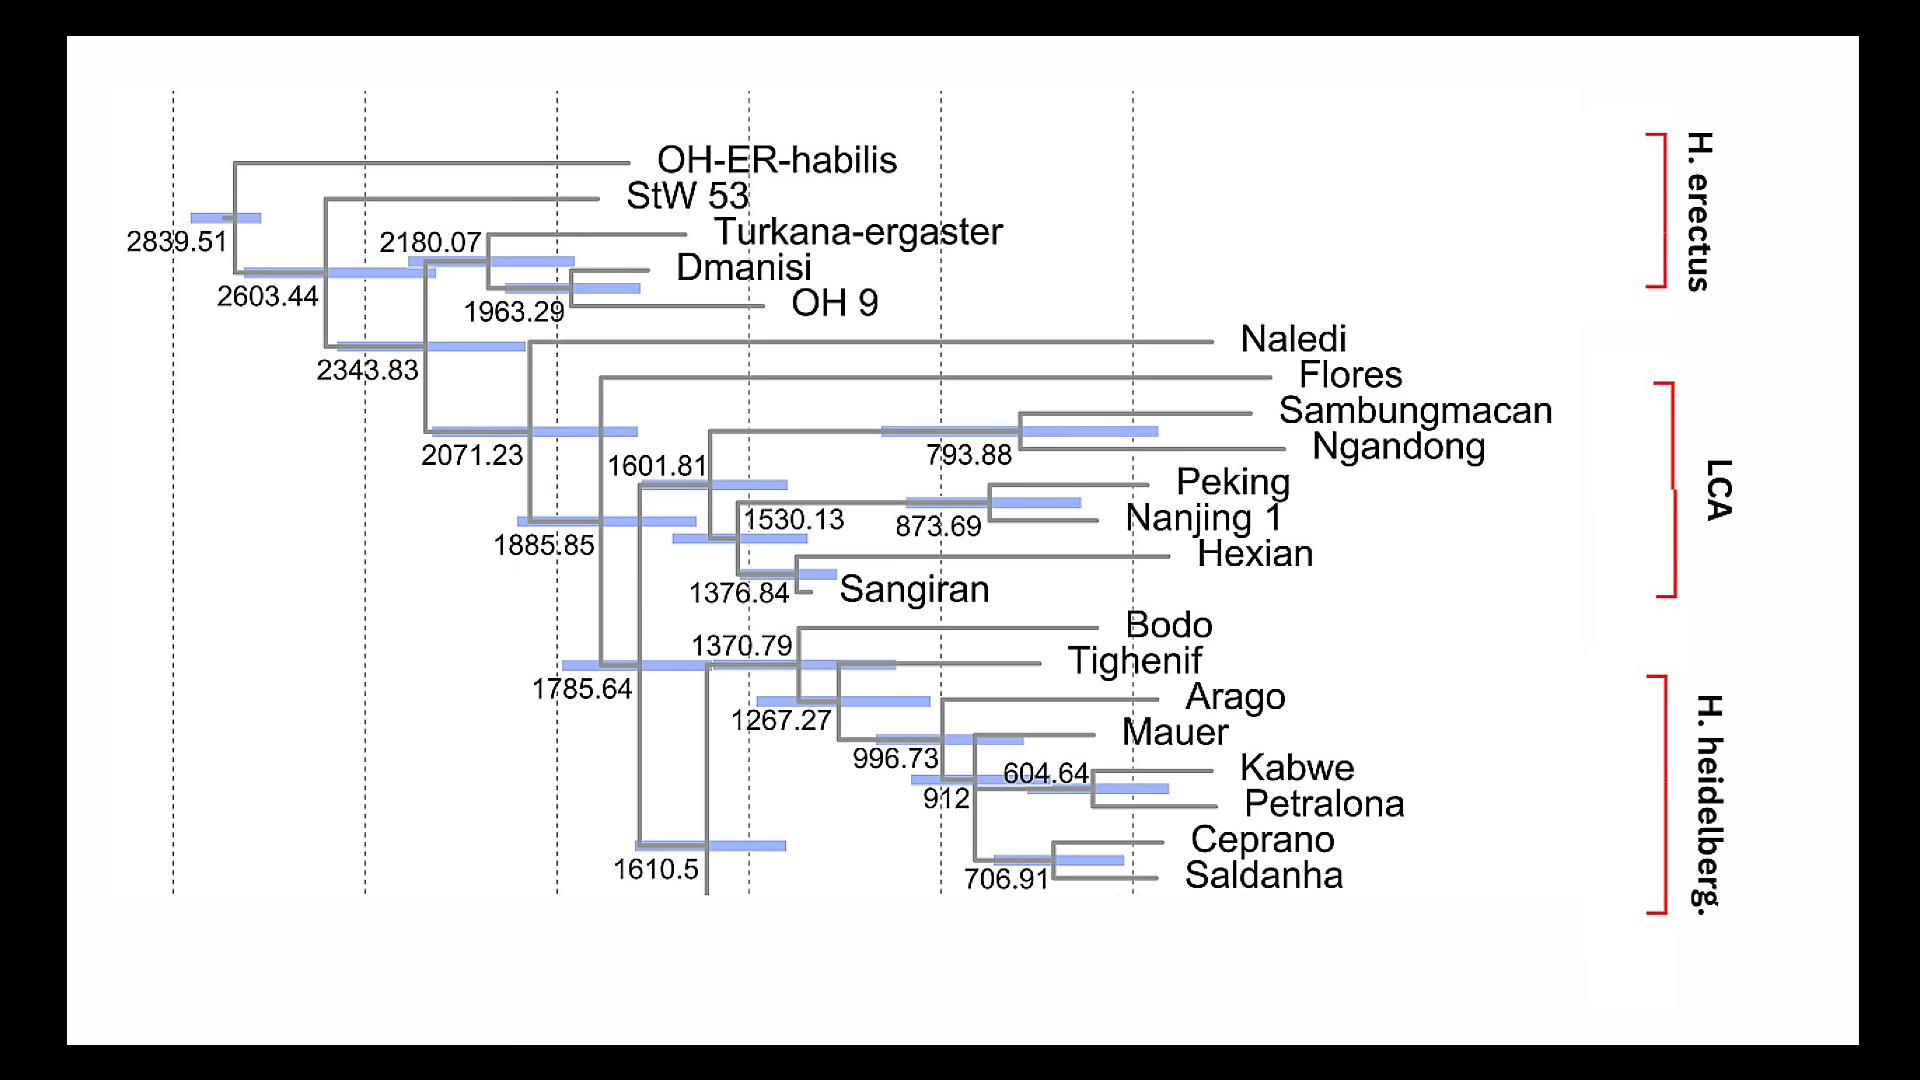 OH-ER-habilis
StW 53
2839.51
2180.07
Turkana-ergaster
Dmanisi
2603.44
1963.29
OH 9
Naledi
2343.83
Flores
Sambungmacan
2071.23
1601.81
793.88
Ngandong
Peking
1530.13
873.69
Nanjing 1
1885.85
Hexian
1376.84
Sangiran
Bodo
1370.79
Tighenif
1785.64
Arago
1267.27
Mauer
996.73
604.64
Kabwe
912
Petralona
Ceprano
1610.5
706.91
Saldanha
H. erectus
LCA
H. heidelberg.